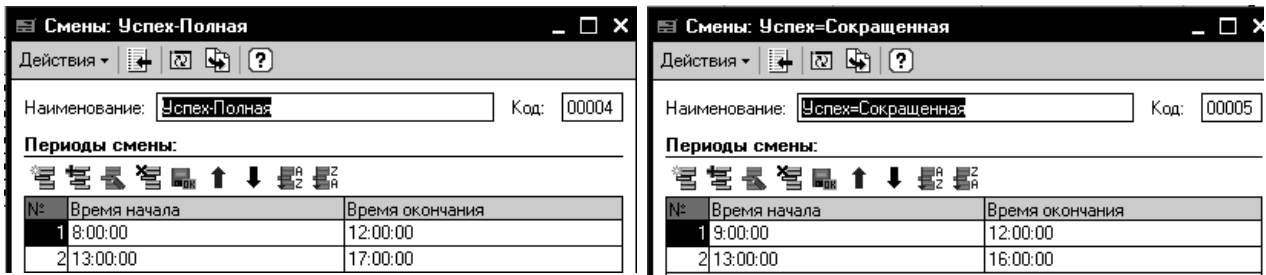 Смены: Успех-Полная
Действия
Наименование: Успех-Полная Код: 00004
Периоды смены:
№ Время начала Время окончания
1 8:00:00 12:00:00
2 13:00:00 17:00:00
Смены: Успех=Сокращенная
Действия
Наименование: Успех=Сокращенная Код: 00005
Периоды смены:
№ Время начала Время окончания
1 9:00:00 12:00:00
2 13:00:00 16:00:00